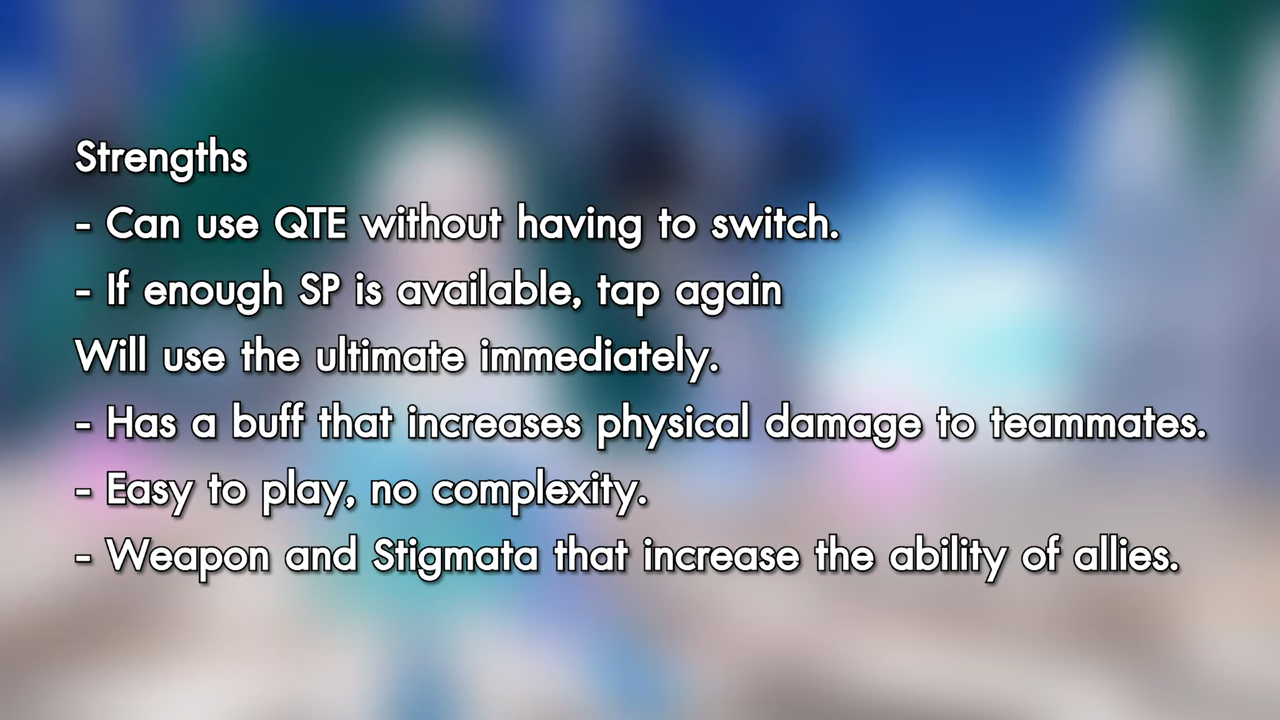 Strengths
- Can use QTE without having to switch.
- If enough SP is available, tap again
Will use the ultimate immediately.
- Has a buff that increases physical damage to teammates.
- Easy to play, no complexity.
- Weapon and Stigmata that increase the ability of allies.